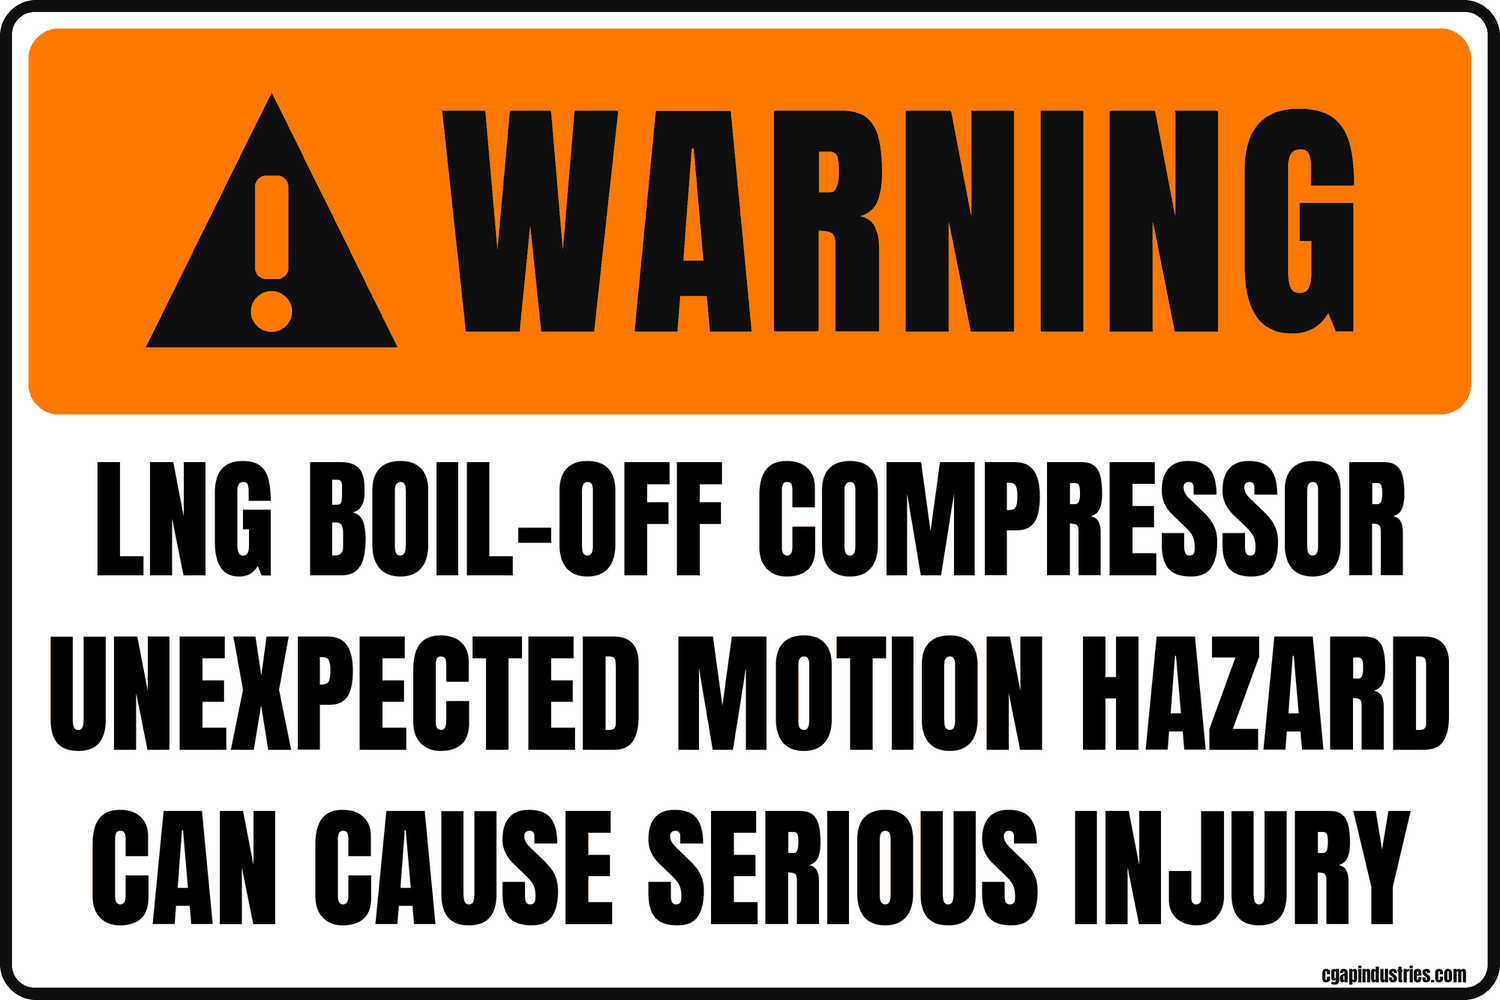 WARNING
LNG BOIL-OFF COMPRESSOR
UNEXPECTED MOTION HAZARD
CAN CAUSE SERIOUS INJURY
cgapindustries.com